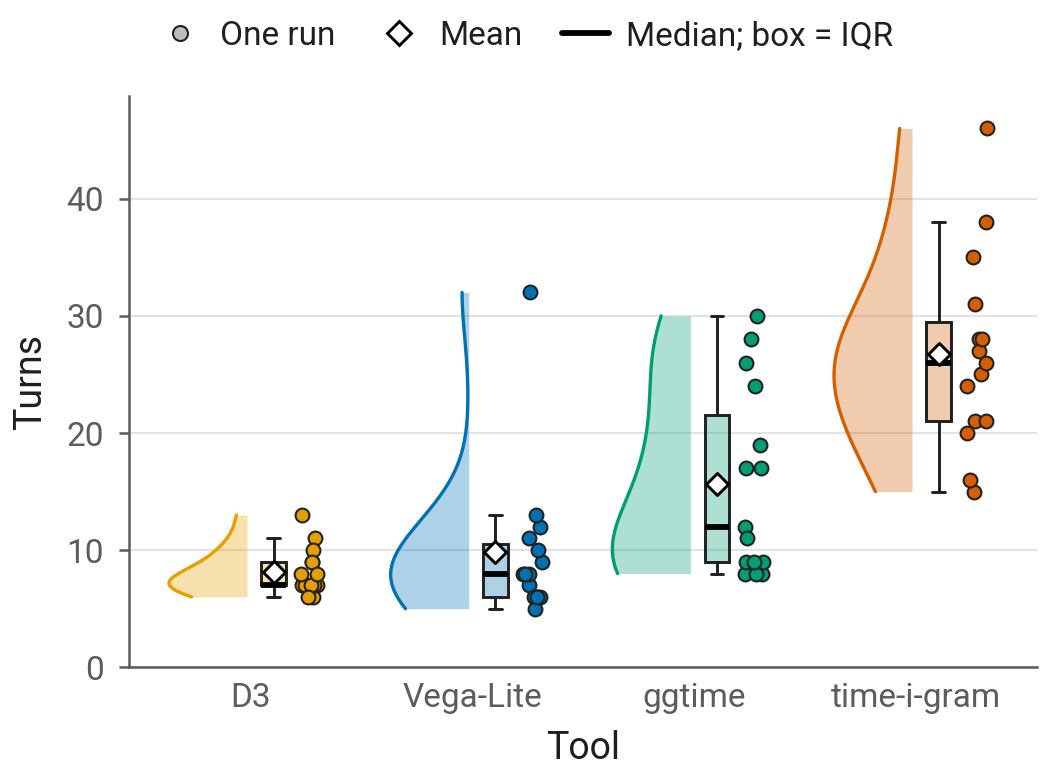 One run Mean Median; box = IQR
40
30
20
10
0
Turns
D3 Vega-Lite ggtime time-i-gram
Tool